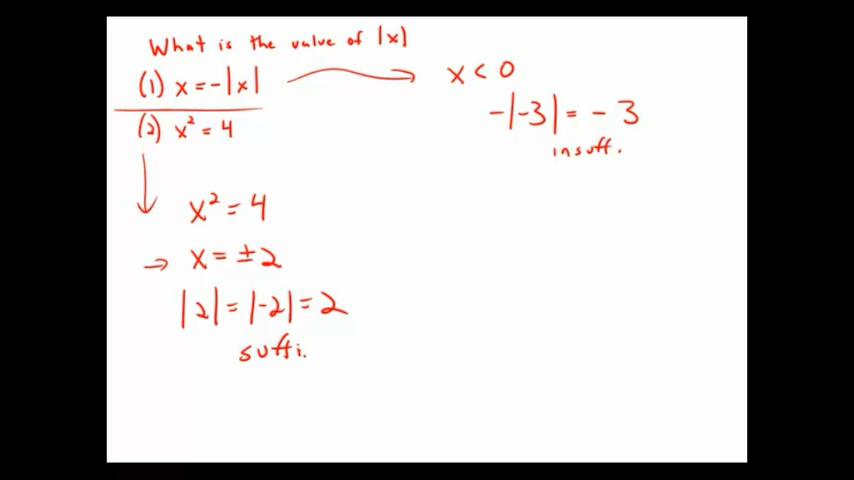 What is the value of |x|
(1) x = -|x|
(2) x² = 4
x < 0
-|-3| = - 3
insuff.
x² = 4
→ x = ±2
|2| = |-2| = 2
suffi.